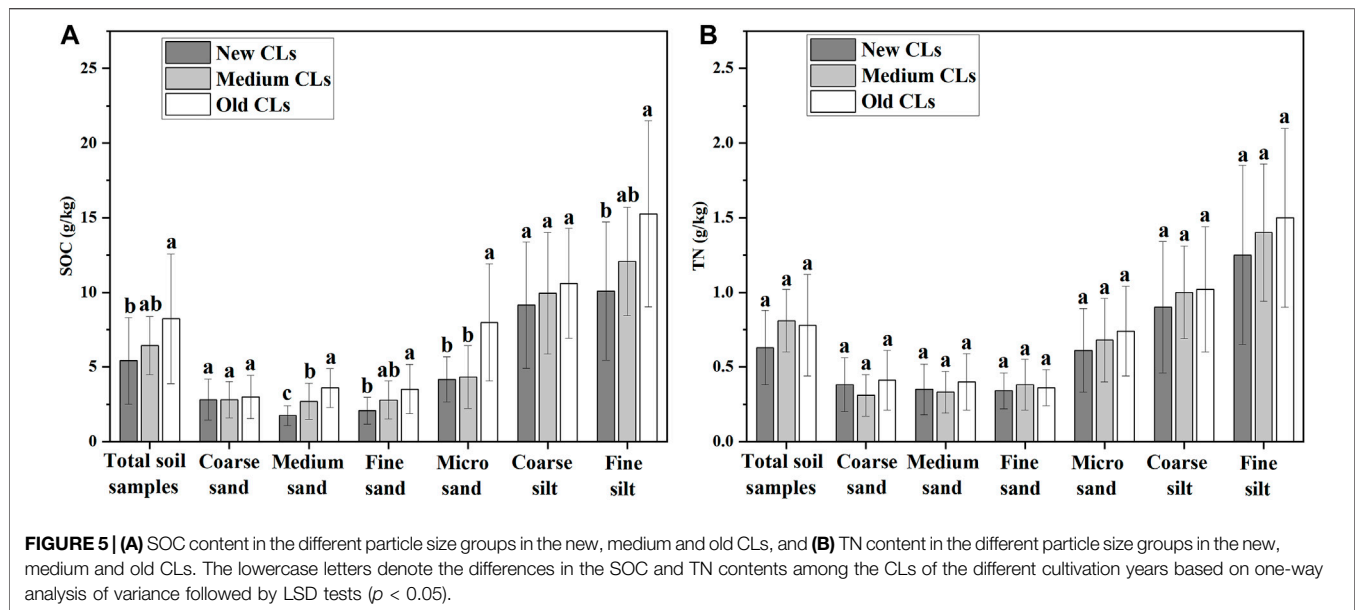 A
New CLs
Medium CLs
Old CLs
SOC (g/kg)
25
20
15
10
5
0
b ab a
a a a
c b a
b ab a
b b a
a a a
b ab a
Total soil samples
Coarse sand
Medium sand
Fine sand
Micro sand
Coarse silt
Fine silt
B
New CLs
Medium CLs
Old CLs
TN (g/kg)
2.5
2.0
1.5
1.0
0.5
0.0
a a a
a a a
a a a
a a a
a a a
a a a
a a a
Total soil samples
Coarse sand
Medium sand
Fine sand
Micro sand
Coarse silt
Fine silt
FIGURE 5 | (A) SOC content in the different particle size groups in the new, medium and old CLs, and (B) TN content in the different particle size groups in the new,
medium and old CLs. The lowercase letters denote the differences in the SOC and TN contents among the CLs of the different cultivation years based on one-way
analysis of variance followed by LSD tests (p < 0.05).